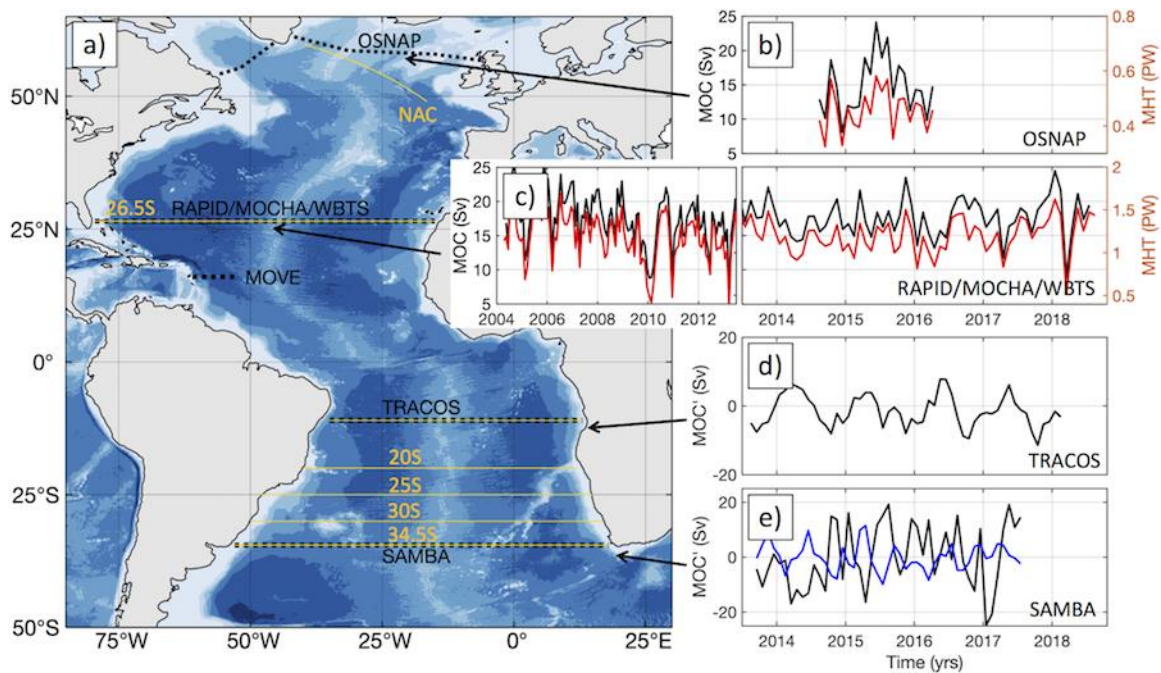 a)
OSNAP
NAC
50°N
26.5S
RAPID/MOCHA/WBTS
25°N
MOVE
0°
TRACOS
20S
25S
25°S
30S
34.5S
SAMBA
50°S
75°W
50°W
25°W
0°
25°E
b)
25
20
15
10
5
MOC (Sv)
0.8
0.6
0.4
MHT (PW)
OSNAP
c)
25
20
15
10
5
MOC (Sv)
2004 2006 2008 2010 2012
2
1.5
1
0.5
MHT (PW)
RAPID/MOCHA/WBTS
2014 2015 2016 2017 2018
d)
20
0
-20
MOC' (Sv)
TRACOS
e)
20
0
-20
MOC' (Sv)
SAMBA
2014 2015 2016 2017 2018
Time (yrs)